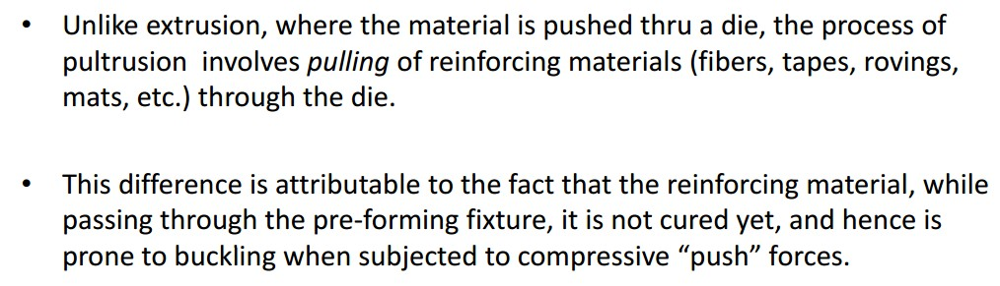 • Unlike extrusion, where the material is pushed thru a die, the process of
pultrusion involves pulling of reinforcing materials (fibers, tapes, rovings,
mats, etc.) through the die.
• This difference is attributable to the fact that the reinforcing material, while
passing through the pre-forming fixture, it is not cured yet, and hence is
prone to buckling when subjected to compressive “push” forces.